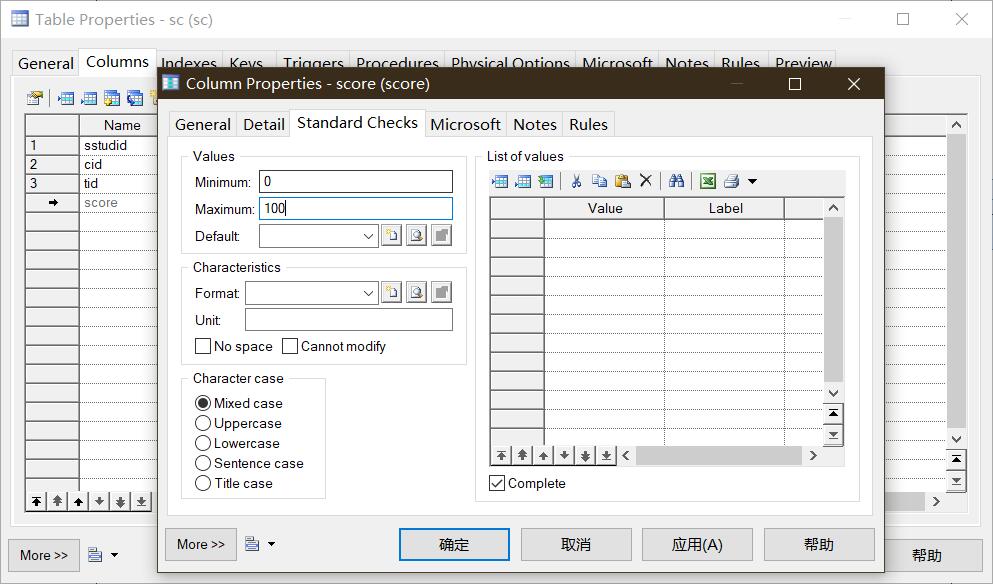 Table Properties - sc (sc)
General Columns Indexes Keys Triggers Procedures Physical Options Microsoft Notes Rules Preview
Column Properties - score (score)
General Detail Standard Checks Microsoft Notes Rules
Name
1 sstudid
2 cid
3 tid
score
Values
Minimum: 0
Maximum: 100
Default:
Characteristics
Format:
Unit:
No space Cannot modify
Character case
Mixed case
Uppercase
Lowercase
Sentence case
Title case
List of values
Value Label
Complete
More >> 确定 取消 应用(A) 帮助
More >> 帮助